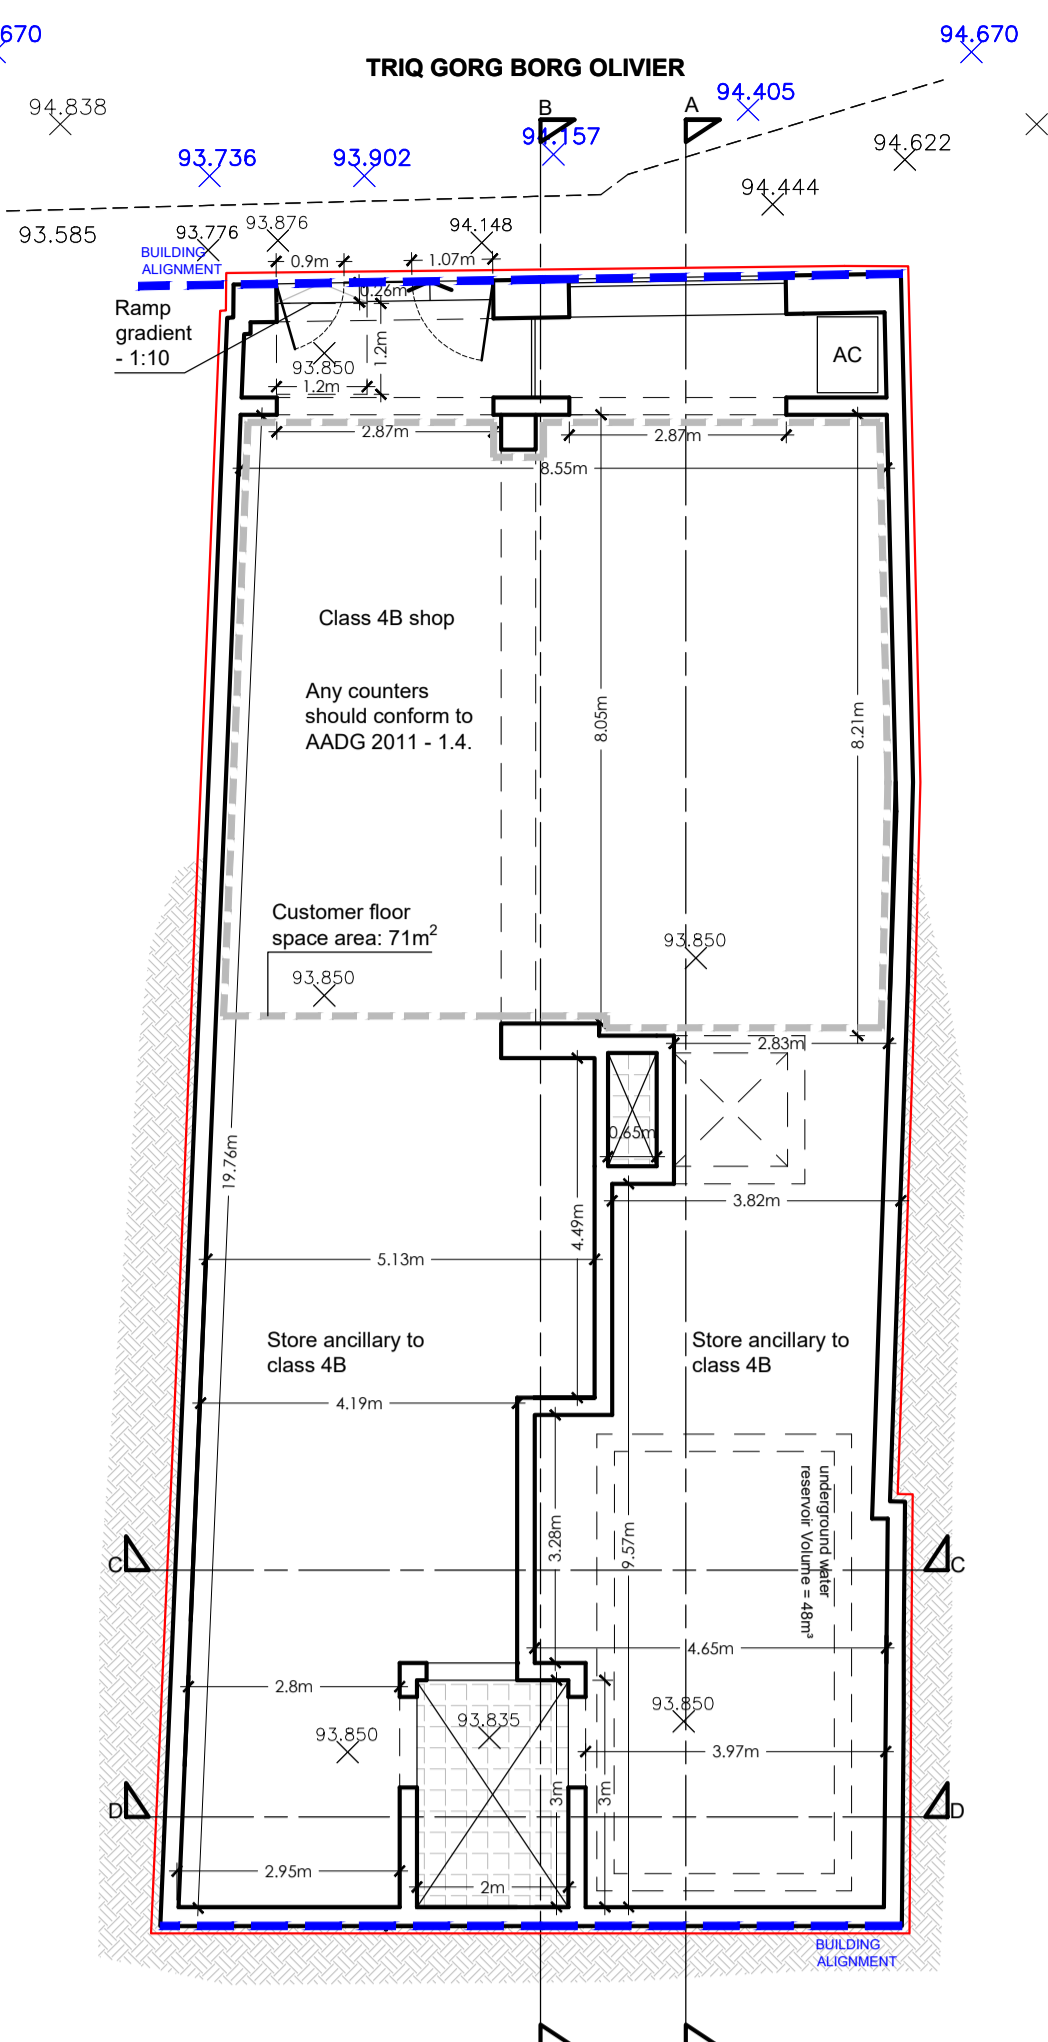 670
94.670
TRIQ GORG BORG OLIVIER
94.838
94.405
B
A
94.157
93.736
93.902
94.622
94.444
93.585
93.776
93.876
94.148
BUILDING
ALIGNMENT
0.9m
1.07m
0.26m
Ramp
gradient
- 1:10
93.850
1.2m
1.2m
AC
2.87m
2.87m
8.55m
Class 4B shop
Any counters
should conform to
AADG 2011 - 1.4.
8.05m
8.21m
Customer floor
space area: 71m²
93.850
93.850
2.83m
0.65m
19.76m
3.82m
4.49m
5.13m
Store ancillary to
class 4B
Store ancillary to
class 4B
4.19m
underground water
reservoir Volume = 48m³
3.28m
9.57m
C
C
4.65m
2.8m
93.850
93.835
93.850
3.97m
3m
3m
D
D
2.95m
2m
BUILDING
ALIGNMENT